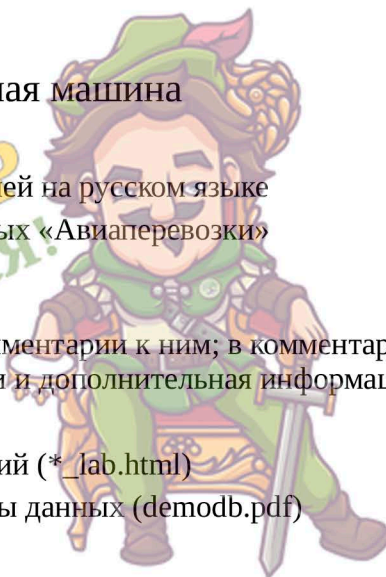 ая машина
ей на русском языке
ых «Авиаперевозки»
ментарии к ним; в комментар
и и дополнительная информац
ий (*_lab.html)
ы данных (demodb.pdf)